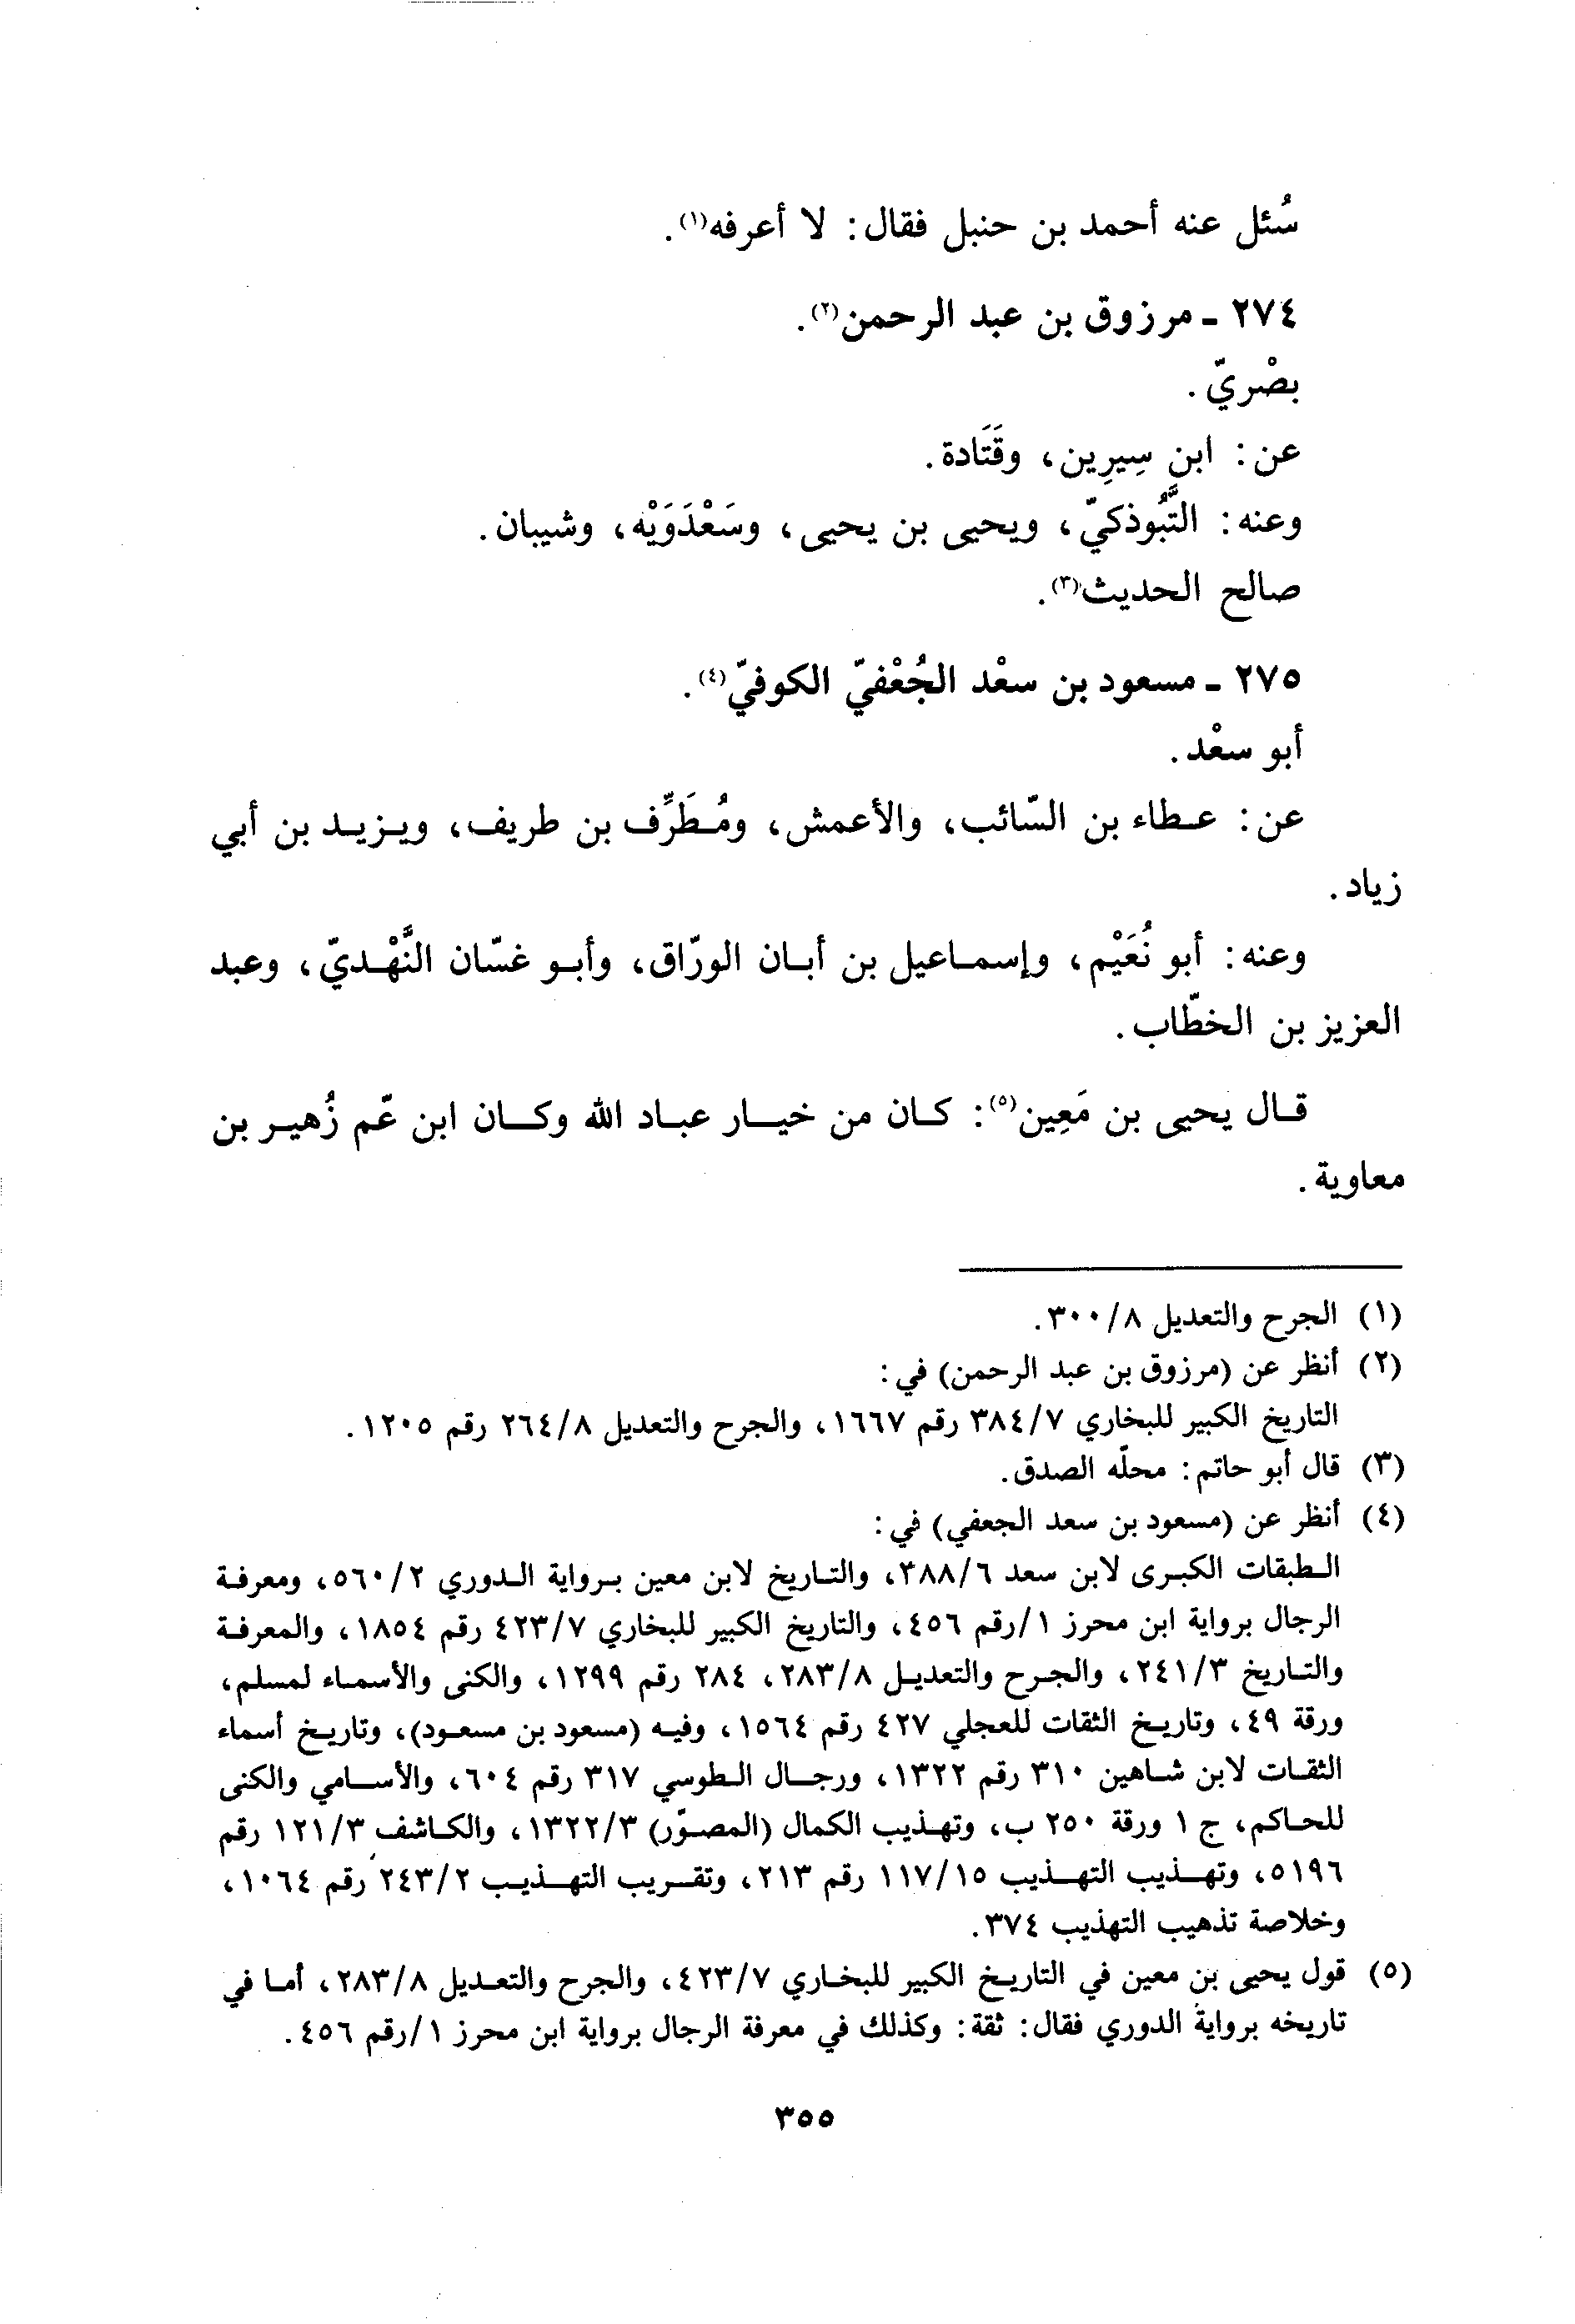 سُئل عنه أحمد بن حنبل فقال: لا أعرفه(١).
٢٧٤ ـ مرزوق بن عبد الرحمن(٢).
بصْريّ.
عن: ابن سِيرِين، وقَتَادة.
وعنه: التَّبُوذكيّ، ويحيى بن يحيى، وسَعْدَوَيْه، وشيبان.
صالح الحديث(٣).
٢٧٥ ـ مسعود بن سعْد الجُعْفيّ الكوفيّ(٤).
أبو سعْد.
عن: عطاء بن السّائب، والأعمش، ومُطَرِّف بن طريف، ويزيد بن أبي
زياد.
وعنه: أبو نُعَيْم، وإسماعيل بن أبان الورّاق، وأبو غسّان النَّهْديّ، وعبد
العزيز بن الخطّاب.
قال يحيى بن مَعِين(٥): كان من خيار عباد الله وكان ابن عّم زُهير بن
معاوية.
(١) الجرح والتعديل ٣٠٠/٨.
(٢) أنظر عن (مرزوق بن عبد الرحمن) في:
التاريخ الكبير للبخاري ٣٨٤/٧ رقم ١٦٦٧، والجرح والتعديل ٢٦٤/٨ رقم ١٢٠٥.
(٣) قال أبو حاتم: محلّه الصدق.
(٤) أنظر عن (مسعود بن سعد الجعفي) في:
الطبقات الكبرى لابن سعد ٣٨٨/٦، والتاريخ لابن معين برواية الدوري ٥٦٠/٢، ومعرفة
الرجال برواية ابن محرز ١/رقم ٤٥٦، والتاريخ الكبير للبخاري ٤٢٣/٧ رقم ١٨٥٤، والمعرفة
والتاريخ ٢٤١/٣، والجرح والتعديل ٢٨٣/٨، ٢٨٤ رقم ١٢٩٩، والكنى والأسماء لمسلم،
ورقة ٤٩، وتاريخ الثقات للعجلي ٤٢٧ رقم ١٥٦٤، وفيه (مسعود بن مسعود)، وتاريخ أسماء
الثقات لابن شاهين ٣١٠ رقم ١٣٢٢، ورجال الطوسي ٣١٧ رقم ٦٠٤، والأسامي والكنى
للحاكم، ج ١ ورقة ٢٥٠ ب، وتهذيب الكمال (المصوّر) ١٣٢٢/٣، والكاشف ١٢١/٣ رقم
٥١٩٦، وتهذيب التهذيب ١١٧/١٥ رقم ٢١٣، وتقريب التهذيب ٢٤٣/٢ رقم ١٠٦٤،
وخلاصة تذهيب التهذيب ٣٧٤.
(٥) قول يحيى بن معين في التاريخ الكبير للبخاري ٤٢٣/٧، والجرح والتعديل ٢٨٣/٨، أما في
تاريخه برواية الدوري فقال: ثقة: وكذلك في معرفة الرجال برواية ابن محرز ١/رقم ٤٥٦.
٣٥٥